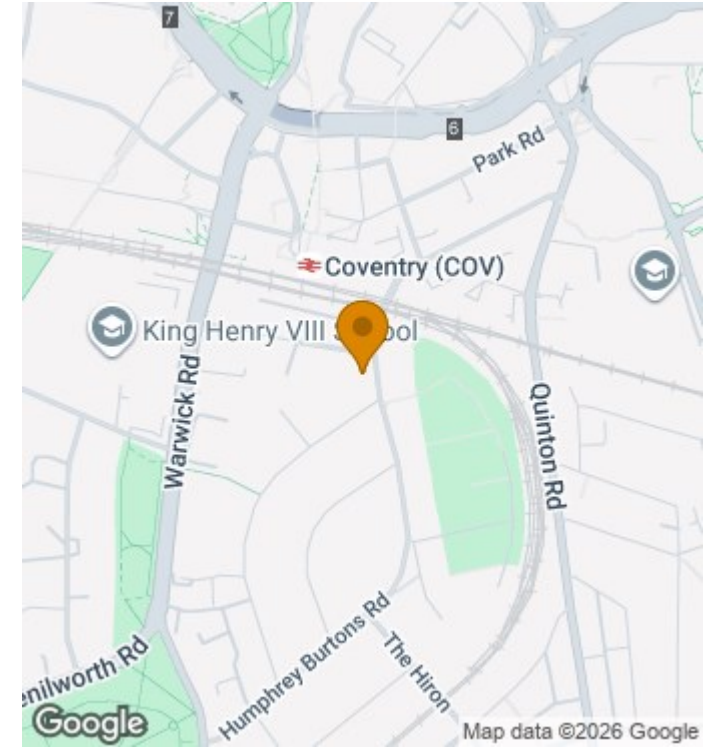 7
6
Park Rd
Coventry (COV)
King Henry VIII S ool
Warwick Rd
Quinton Rd
Humphrey Burtons Rd
The Hiron
enilworth Rd
Google
Map data ©2026 Google